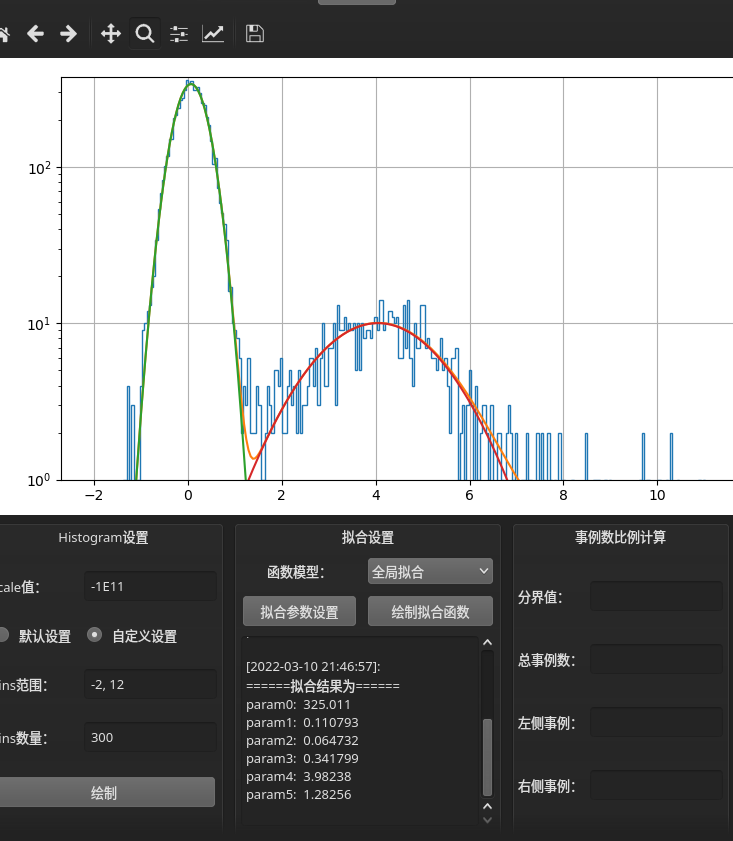 10²
10¹
10⁰
−2 0 2 4 6 8 10
Histogram设置
cale值：
-1E11
默认设置 自定义设置
ins范围：
-2, 12
ins数量：
300
绘制
拟合设置
函数模型：
全局拟合
拟合参数设置 绘制拟合函数
[2022-03-10 21:46:57]:
======拟合结果为======
param0: 325.011
param1: 0.110793
param2: 0.064732
param3: 0.341799
param4: 3.98238
param5: 1.28256
事例数比例计算
分界值：
总事例数：
左侧事例：
右侧事例：